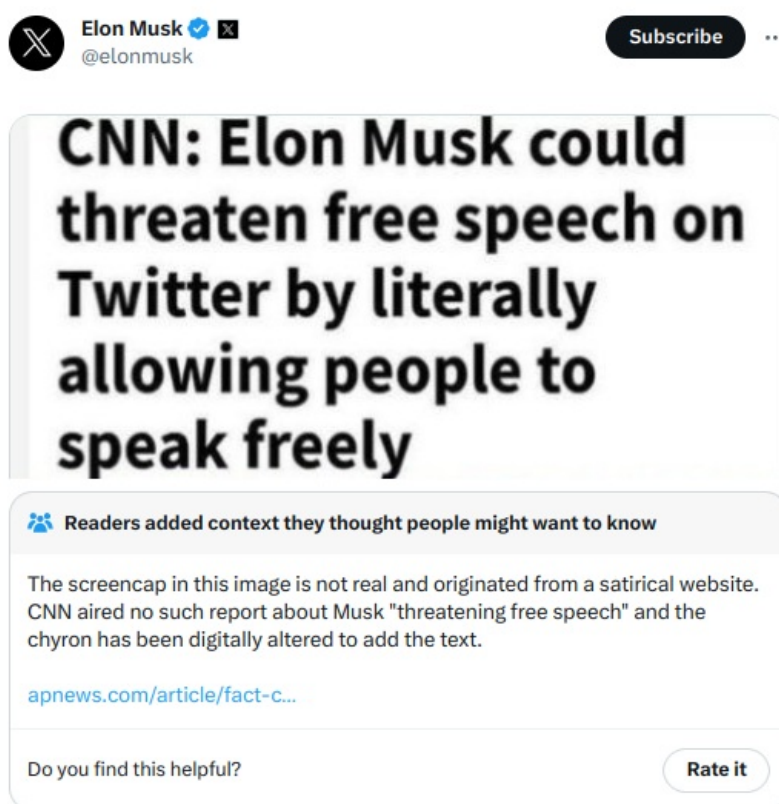 Elon Musk
@elonmusk
Subscribe
CNN: Elon Musk could
threaten free speech on
Twitter by literally
allowing people to
speak freely
Readers added context they thought people might want to know
The screencap in this image is not real and originated from a satirical website.
CNN aired no such report about Musk "threatening free speech" and the
chyron has been digitally altered to add the text.
apnews.com/article/fact-c...
Do you find this helpful?
Rate it